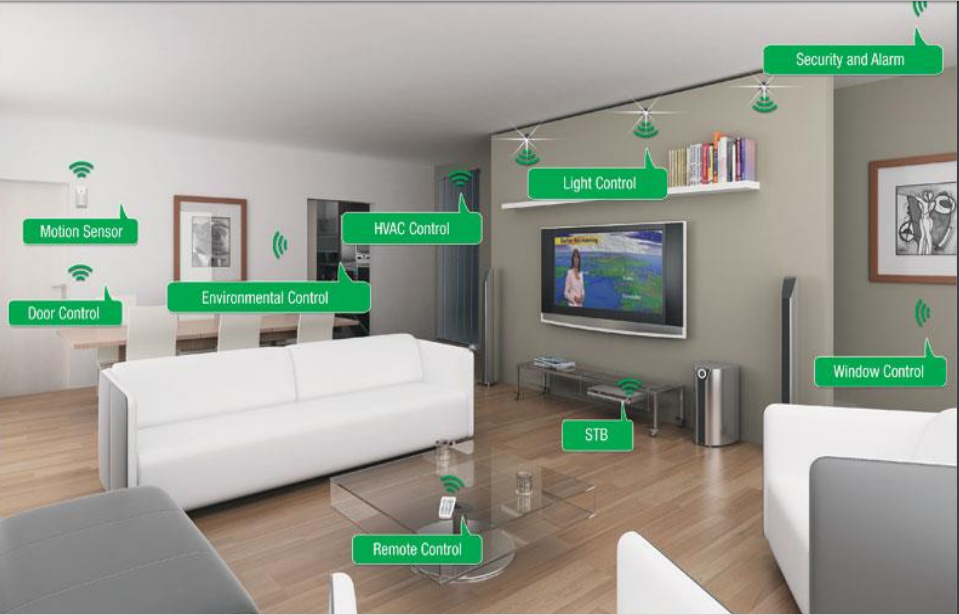 Security and Alarm
Light Control
Motion Sensor
HVAC Control
Environmental Control
Door Control
Window Control
STB
Remote Control